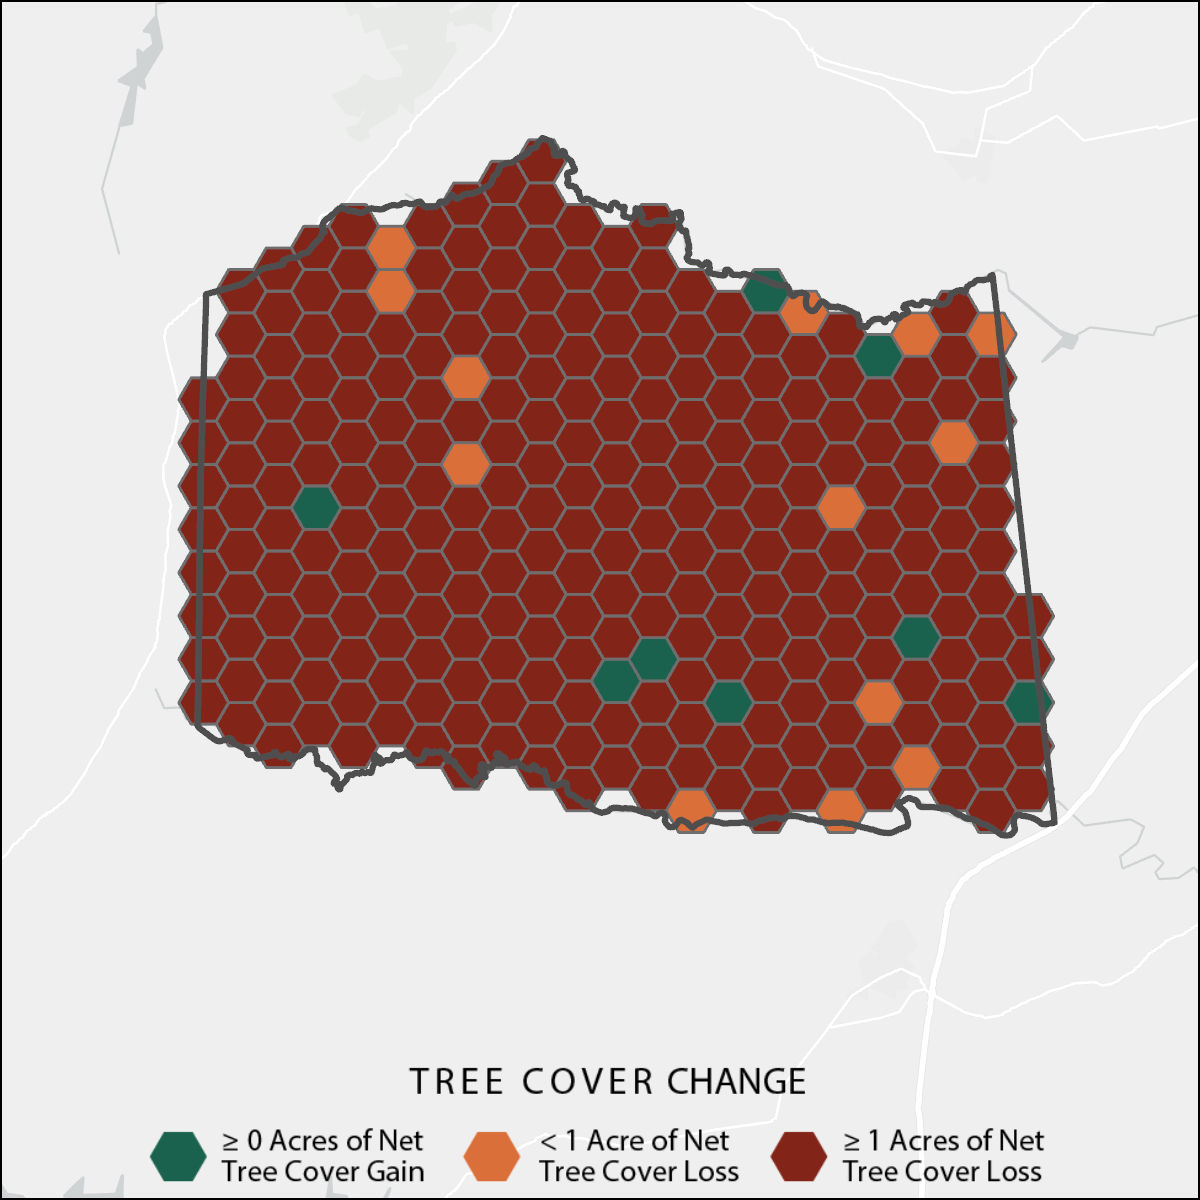 TREE COVER CHANGE
≥ 0 Acres of Net
Tree Cover Gain
< 1 Acre of Net
Tree Cover Loss
≥ 1 Acres of Net
Tree Cover Loss